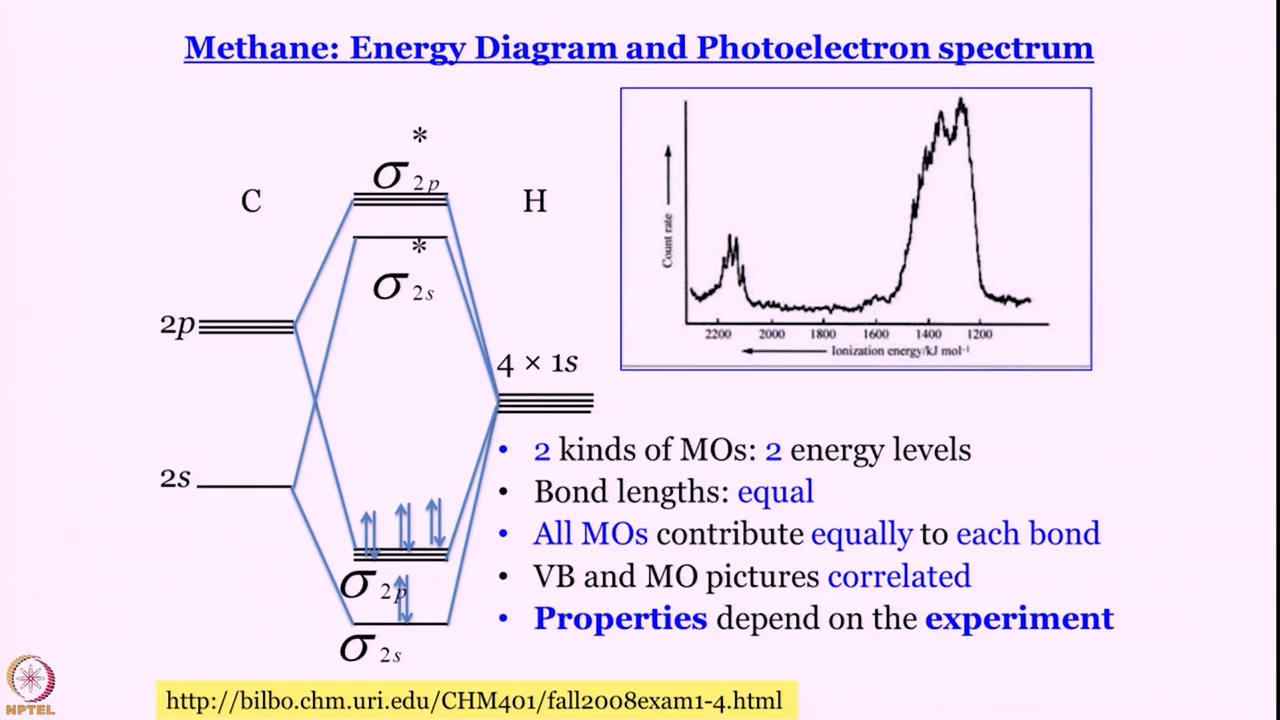 Methane: Energy Diagram and Photoelectron spectrum
*
σ 2p
C
H
*
σ 2s
2p
4 × 1s
2s
σ 2p
σ 2s
Count rate
2200 2000 1800 1600 1400 1200
Ionization energy/kJ mol⁻¹
• 2 kinds of MOs: 2 energy levels
• Bond lengths: equal
• All MOs contribute equally to each bond
• VB and MO pictures correlated
• Properties depend on the experiment
http://bilbo.chm.uri.edu/CHM401/fall2008exam1-4.html
NPTEL